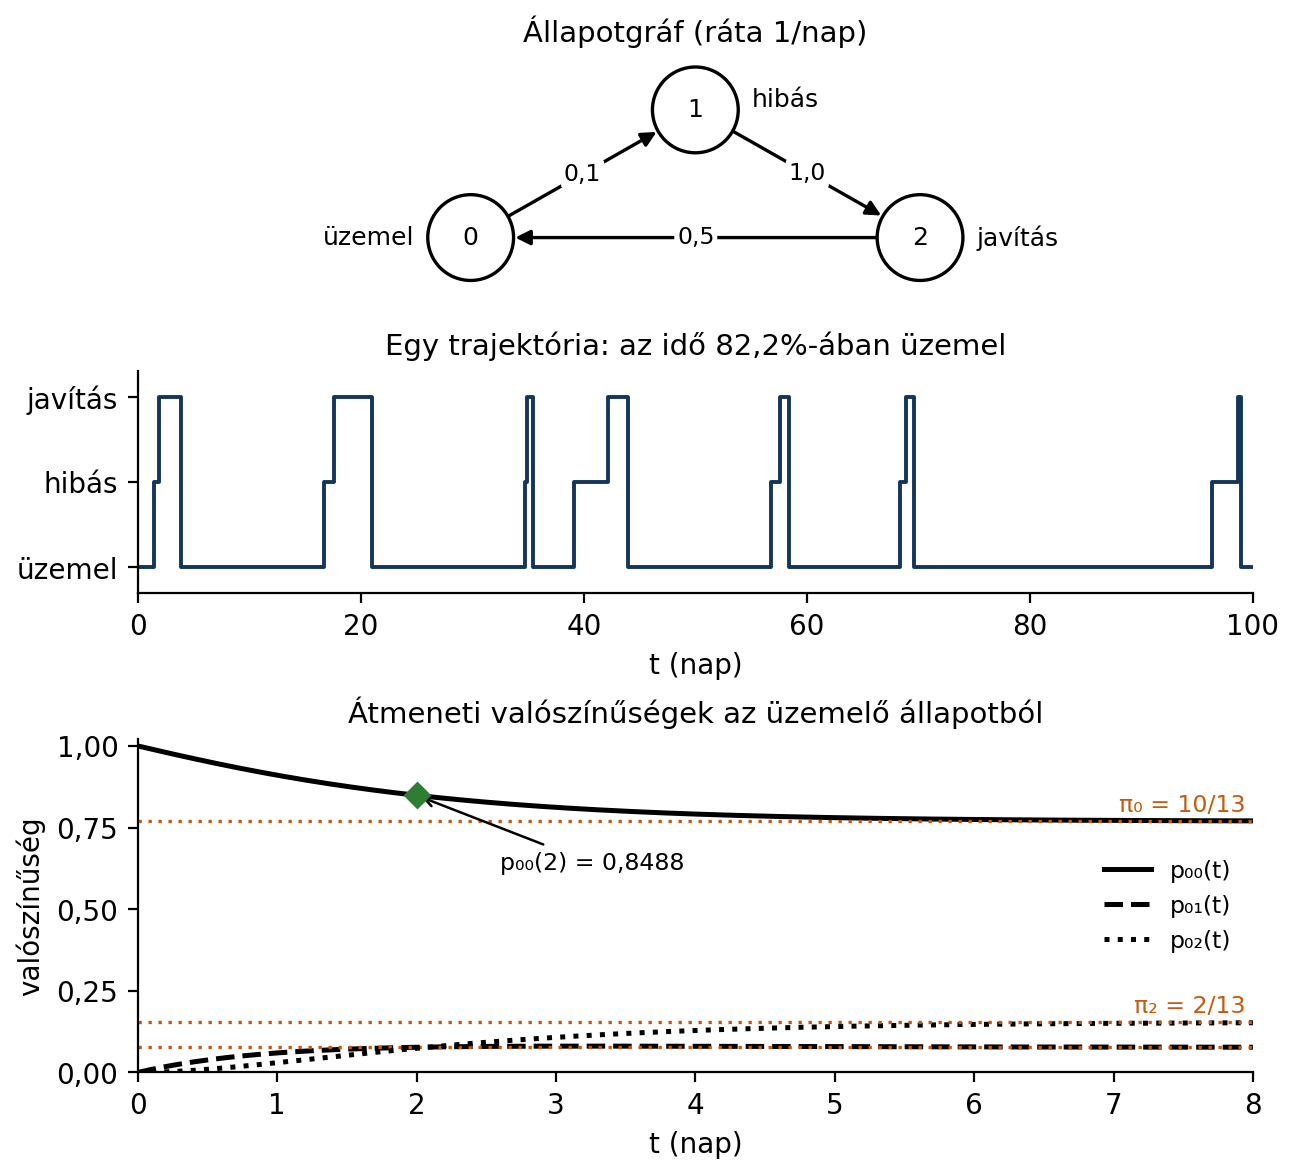 Állapotgráf (ráta 1/nap)
1
hibás
0,1
1,0
üzemel
0
0,5
2
javítás
Egy trajektória: az idő 82,2%-ában üzemel
javítás
hibás
üzemel
0
20
40
60
80
100
t (nap)
Átmeneti valószínűségek az üzemelő állapotból
valószínűség
1,00
0,75
0,50
0,25
0,00
π₀ = 10/13
p₀₀(2) = 0,8488
p₀₀(t)
p₀₁(t)
p₀₂(t)
π₂ = 2/13
0
1
2
3
4
5
6
7
8
t (nap)